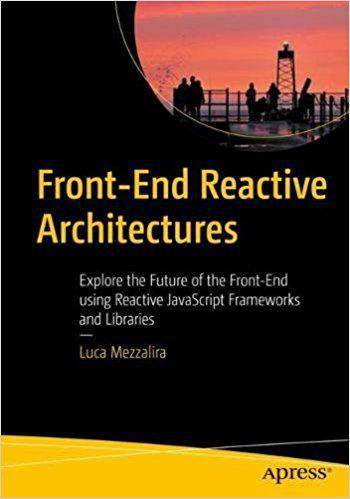 Front-End Reactive
Architectures
Explore the Future of the Front-End
using Reactive JavaScript Frameworks
and Libraries
—
Luca Mezzalira
Apress®